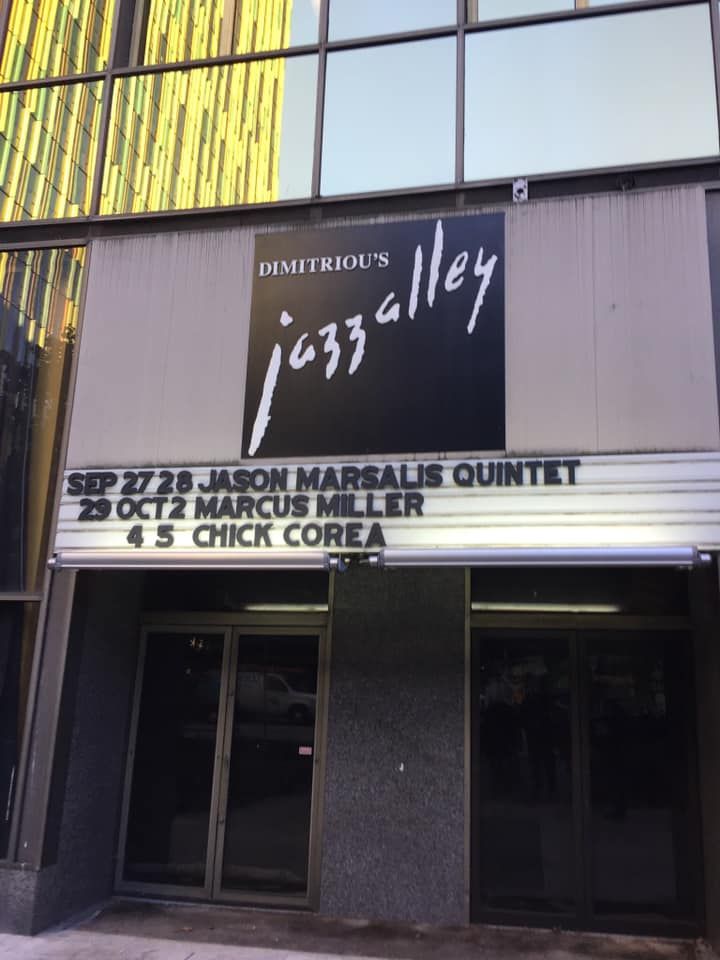 DIMITRIOU'S
jazz alley
SEP 27 28 JASON MARSALIS QUINTET
29 OCT 2 MARCUS MILLER
4 5 CHICK COREA